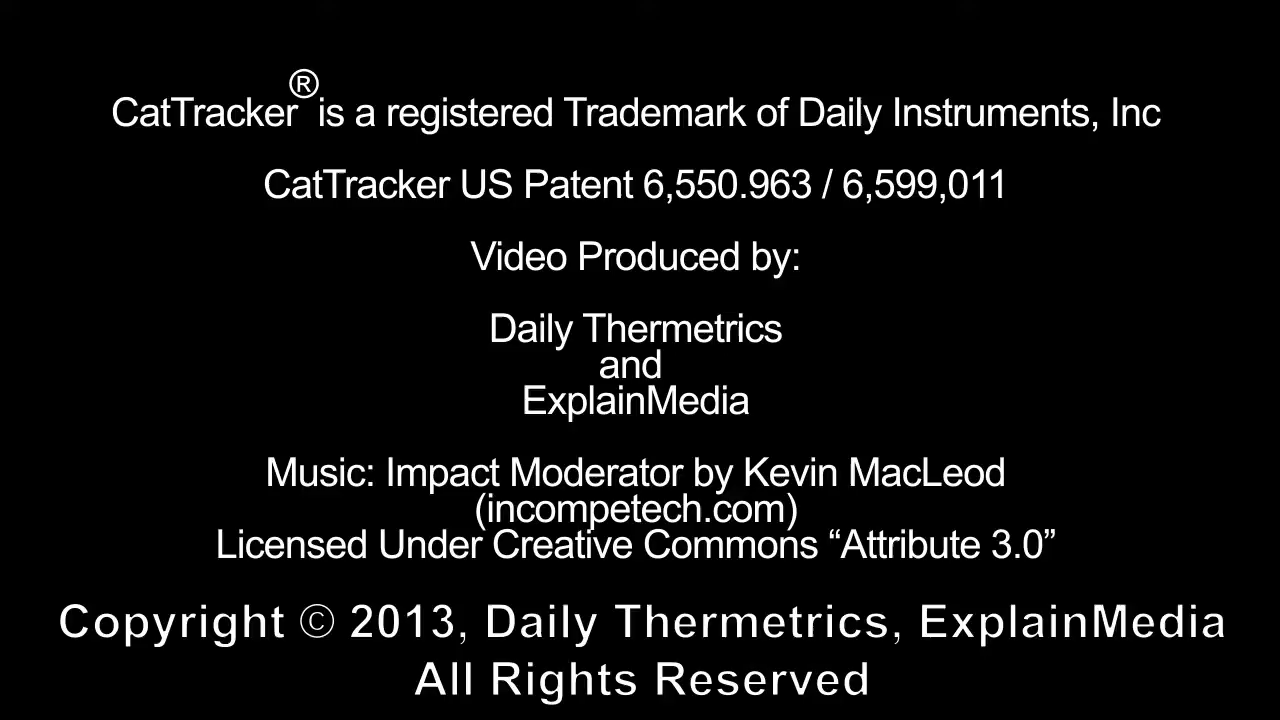 CatTracker® is a registered Trademark of Daily Instruments, Inc
CatTracker US Patent 6,550.963 / 6,599,011
Video Produced by:
Daily Thermetrics
and
ExplainMedia
Music: Impact Moderator by Kevin MacLeod
(incompetech.com)
Licensed Under Creative Commons “Attribute 3.0”
Copyright © 2013, Daily Thermetrics, ExplainMedia
All Rights Reserved